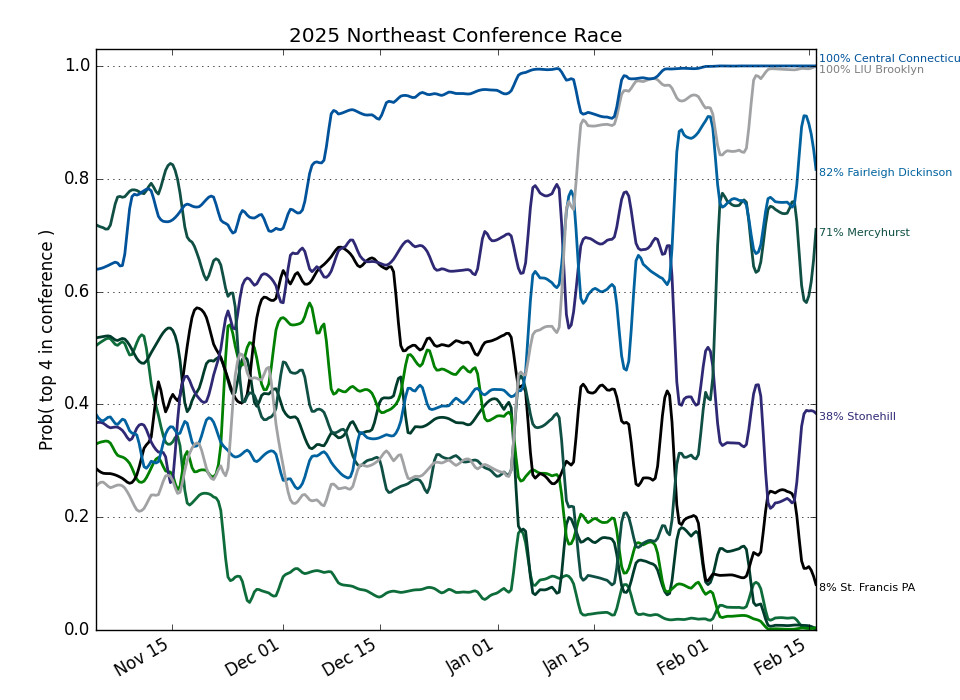 2025 Northeast Conference Race
Prob( top 4 in conference )
1.0
0.8
0.6
0.4
0.2
0.0
Nov 15
Dec 01
Dec 15
Jan 01
Jan 15
Feb 01
Feb 15
100% Central Connecticu
100% LIU Brooklyn
82% Fairleigh Dickinson
71% Mercyhurst
38% Stonehill
8% St. Francis PA